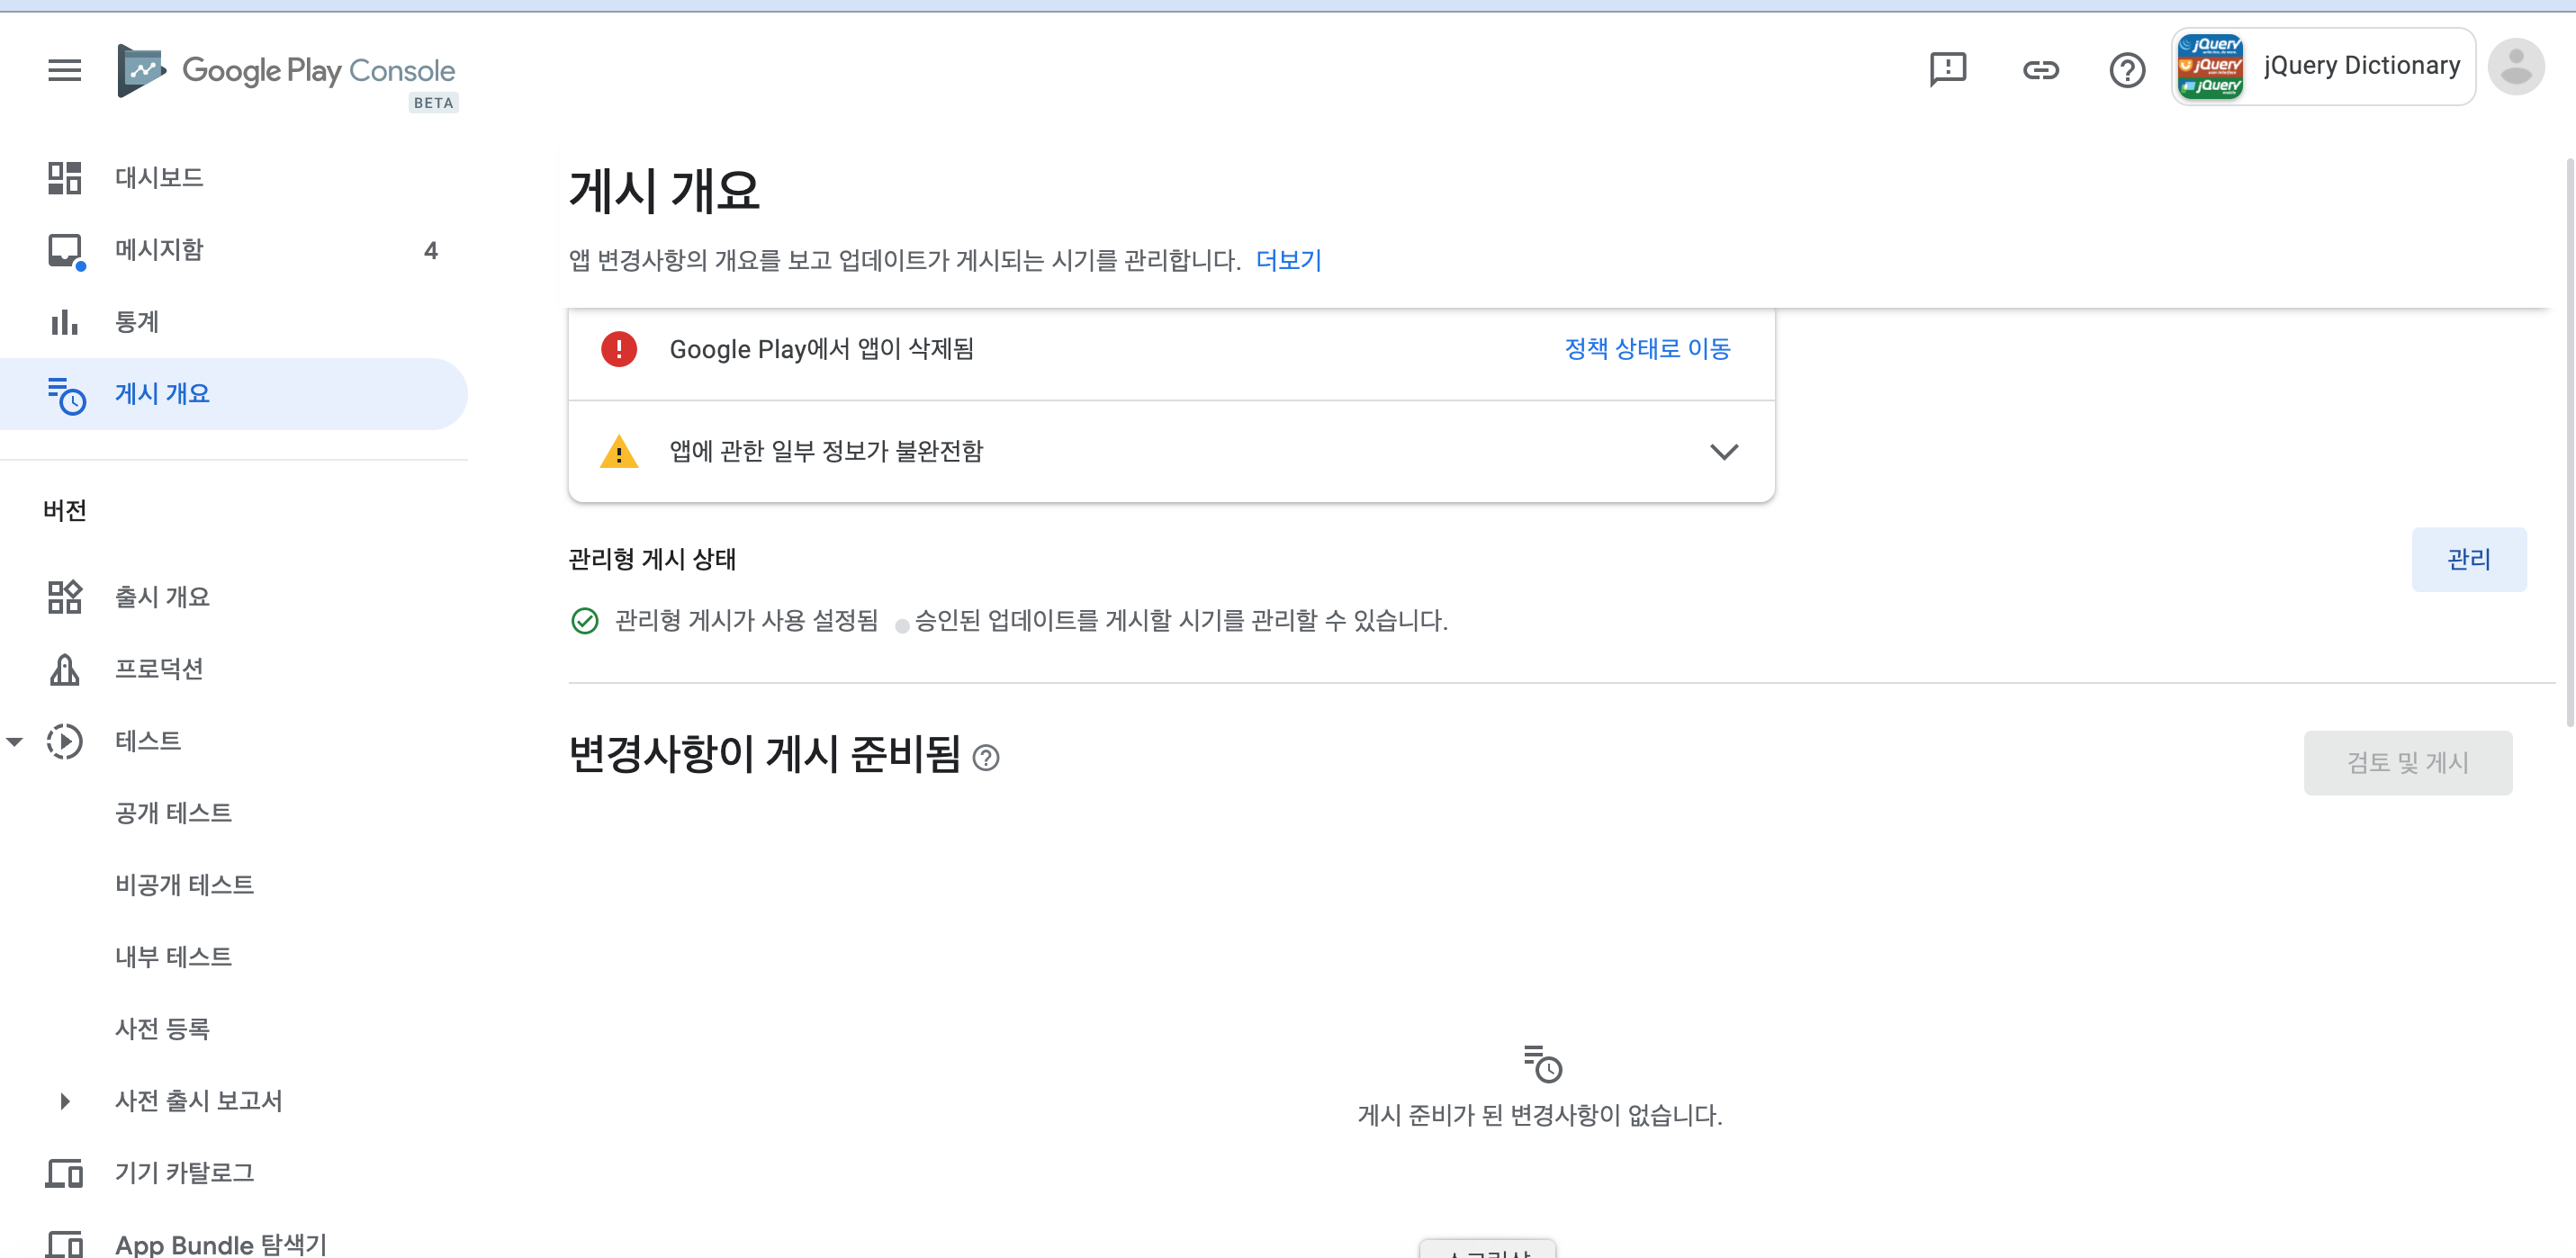 Google Play Console
BETA
jQuery
jQuery
jQuery
jQuery Dictionary
대시보드
메시지함 4
통계
게시 개요
버전
출시 개요
프로덕션
테스트
공개 테스트
비공개 테스트
내부 테스트
사전 등록
사전 출시 보고서
기기 카탈로그
App Bundle 탐색기
게시 개요
앱 변경사항의 개요를 보고 업데이트가 게시되는 시기를 관리합니다. 더보기
Google Play에서 앱이 삭제됨 정책 상태로 이동
앱에 관한 일부 정보가 불완전함
관리형 게시 상태 관리
관리형 게시가 사용 설정됨 승인된 업데이트를 게시할 시기를 관리할 수 있습니다.
변경사항이 게시 준비됨 검토 및 게시
게시 준비가 된 변경사항이 없습니다.